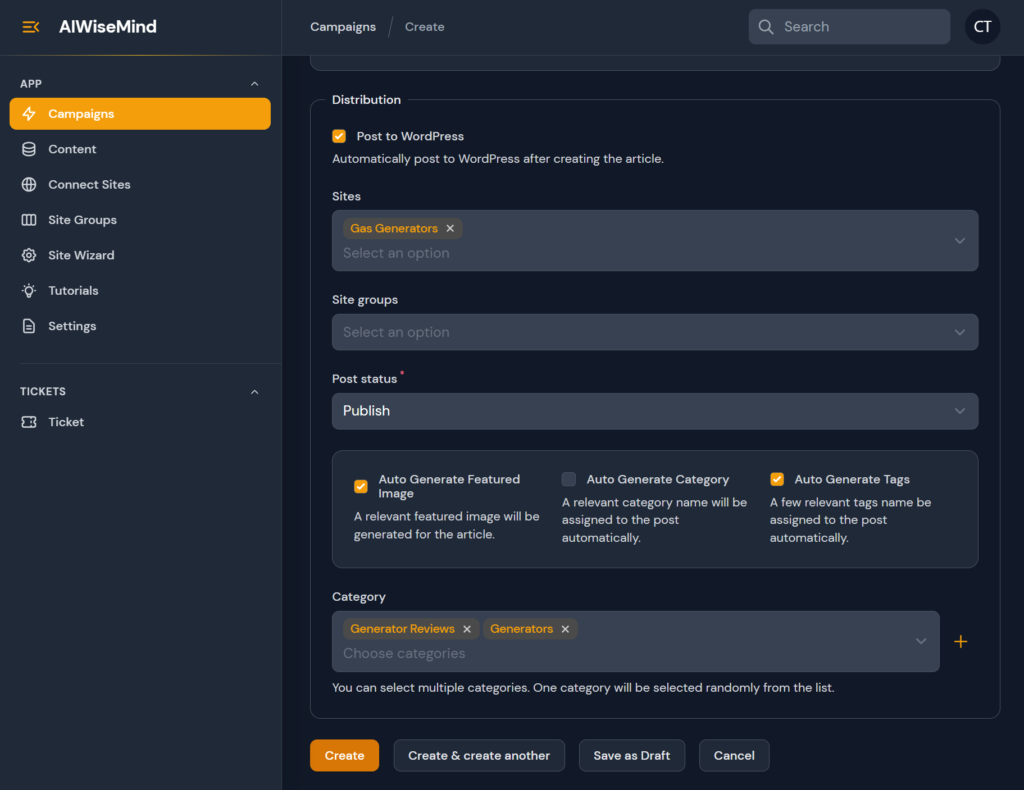 AIWiseMind
Campaigns / Create
Search
CT
APP
Campaigns
Content
Connect Sites
Site Groups
Site Wizard
Tutorials
Settings
TICKETS
Ticket
Distribution
Post to WordPress
Automatically post to WordPress after creating the article.
Sites
Gas Generators ✕
Select an option
Site groups
Select an option
Post status*
Publish
Auto Generate Featured
Image
A relevant featured image will be
generated for the article.
Auto Generate Category
A relevant category name will be
assigned to the post
automatically.
Auto Generate Tags
A few relevant tags name be
assigned to the post
automatically.
Category
Generator Reviews ✕ Generators ✕
Choose categories
+
You can select multiple categories. One category will be selected randomly from the list.
Create
Create & create another
Save as Draft
Cancel